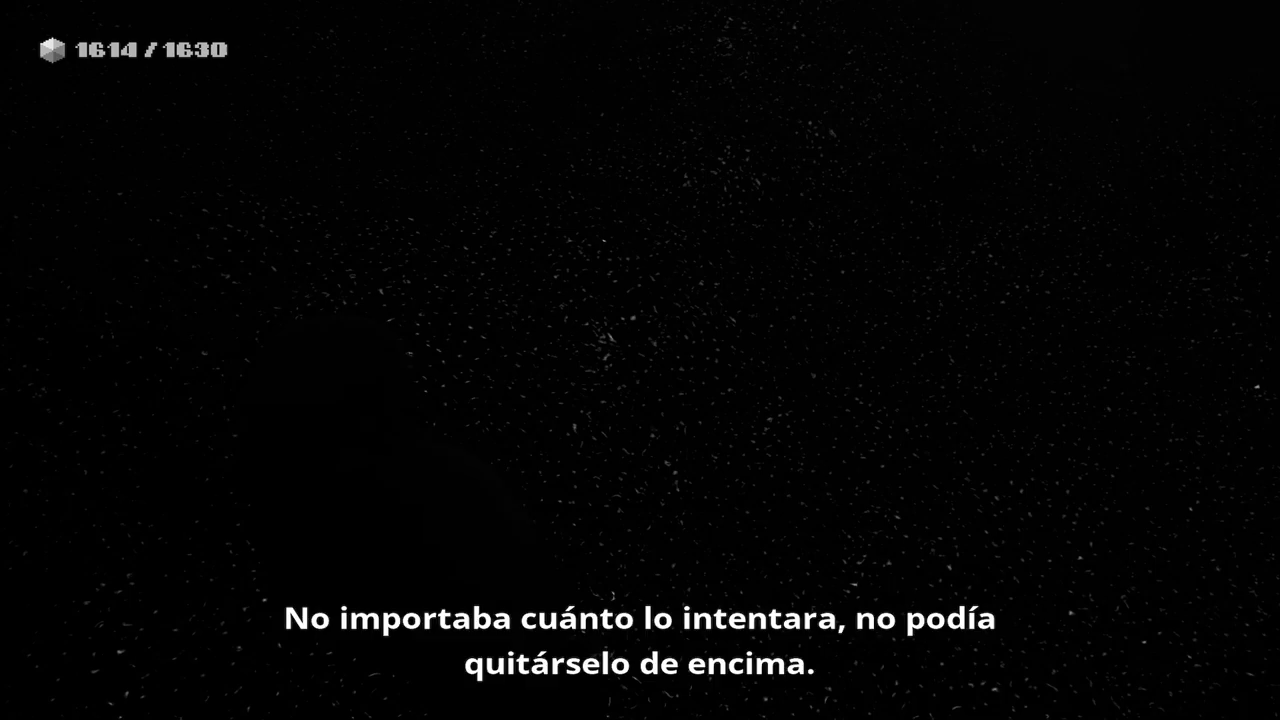 1614 / 1630
No importaba cuánto lo intentara, no podía
quitárselo de encima.